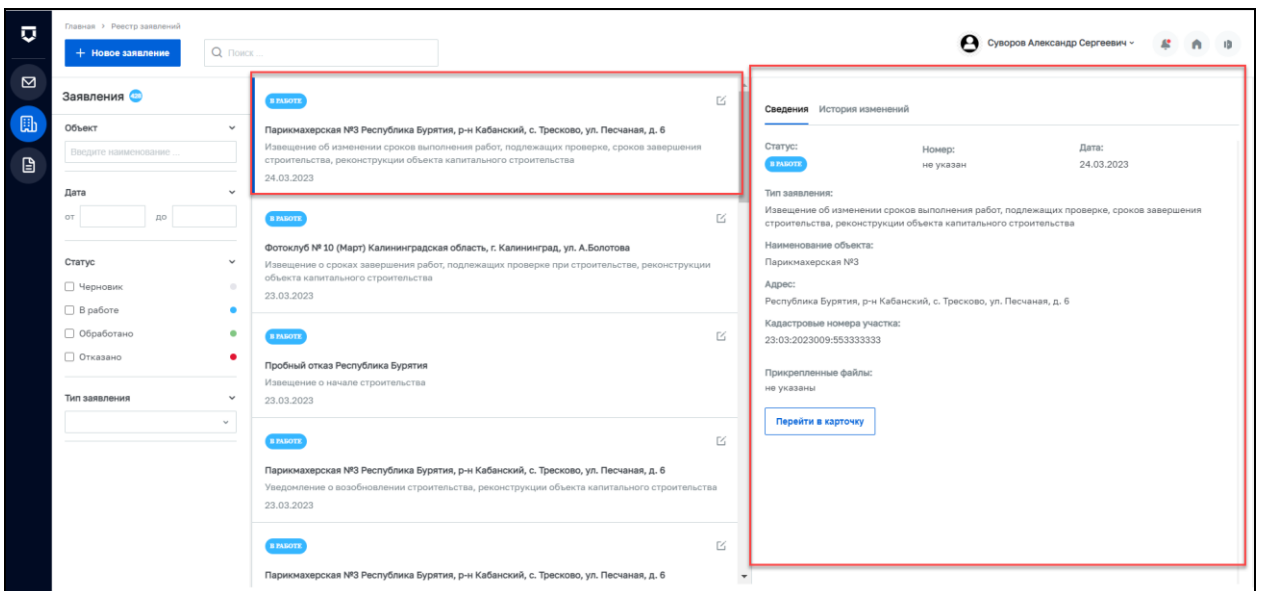 Главная › Реестр заявлений
+ Новое заявление
Поиск ...
Суворов Александр Сергеевич
Заявления 428
Объект
Введите наименование ...
Дата
от
до
Статус
Черновик
В работе
Обработано
Отказано
Тип заявления
В РАБОТЕ
Парикмахерская №3 Республика Бурятия, р-н Кабанский, с. Тресково, ул. Песчаная, д. 6
Извещение об изменении сроков выполнения работ, подлежащих проверке, сроков завершения
строительства, реконструкции объекта капитального строительства
24.03.2023
В РАБОТЕ
Фотоклуб № 10 (Март) Калининградская область, г. Калининград, ул. А.Болотова
Извещение о сроках завершения работ, подлежащих проверке при строительстве, реконструкции
объекта капитального строительства
23.03.2023
В РАБОТЕ
Пробный отказ Республика Бурятия
Извещение о начале строительства
23.03.2023
В РАБОТЕ
Парикмахерская №3 Республика Бурятия, р-н Кабанский, с. Тресково, ул. Песчаная, д. 6
Уведомление о возобновлении строительства, реконструкции объекта капитального строительства
23.03.2023
В РАБОТЕ
Парикмахерская №3 Республика Бурятия, р-н Кабанский, с. Тресково, ул. Песчаная, д. 6
Сведения История изменений
Статус: Номер: Дата:
В РАБОТЕ не указан 24.03.2023
Тип заявления:
Извещение об изменении сроков выполнения работ, подлежащих проверке, сроков завершения
строительства, реконструкции объекта капитального строительства
Наименование объекта:
Парикмахерская №3
Адрес:
Республика Бурятия, р-н Кабанский, с. Тресково, ул. Песчаная, д. 6
Кадастровые номера участка:
23:03:2023009:553333333
Прикрепленные файлы:
не указаны
Перейти в карточку